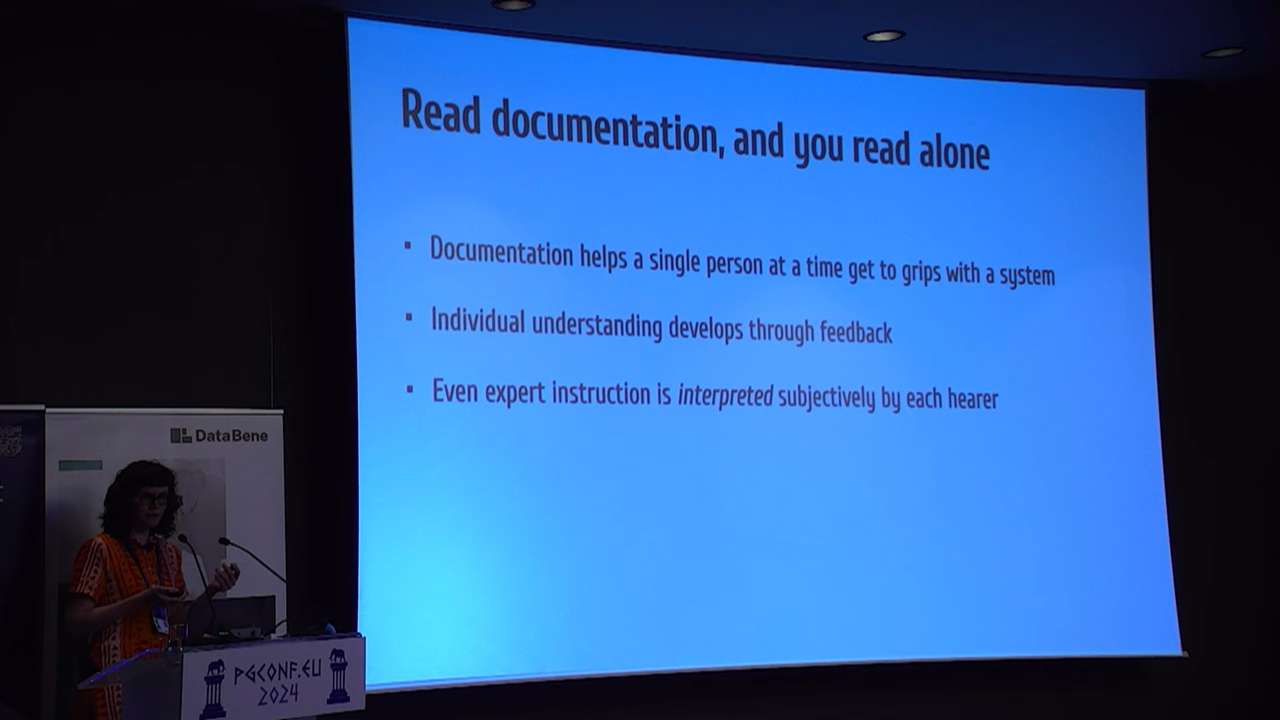 Read documentation, and you read alone
▪ Documentation helps a single person at a time get to grips with a system
▪ Individual understanding develops through feedback
▪ Even expert instruction is interpreted subjectively by each hearer
DataBene
PGCONF.EU
2024